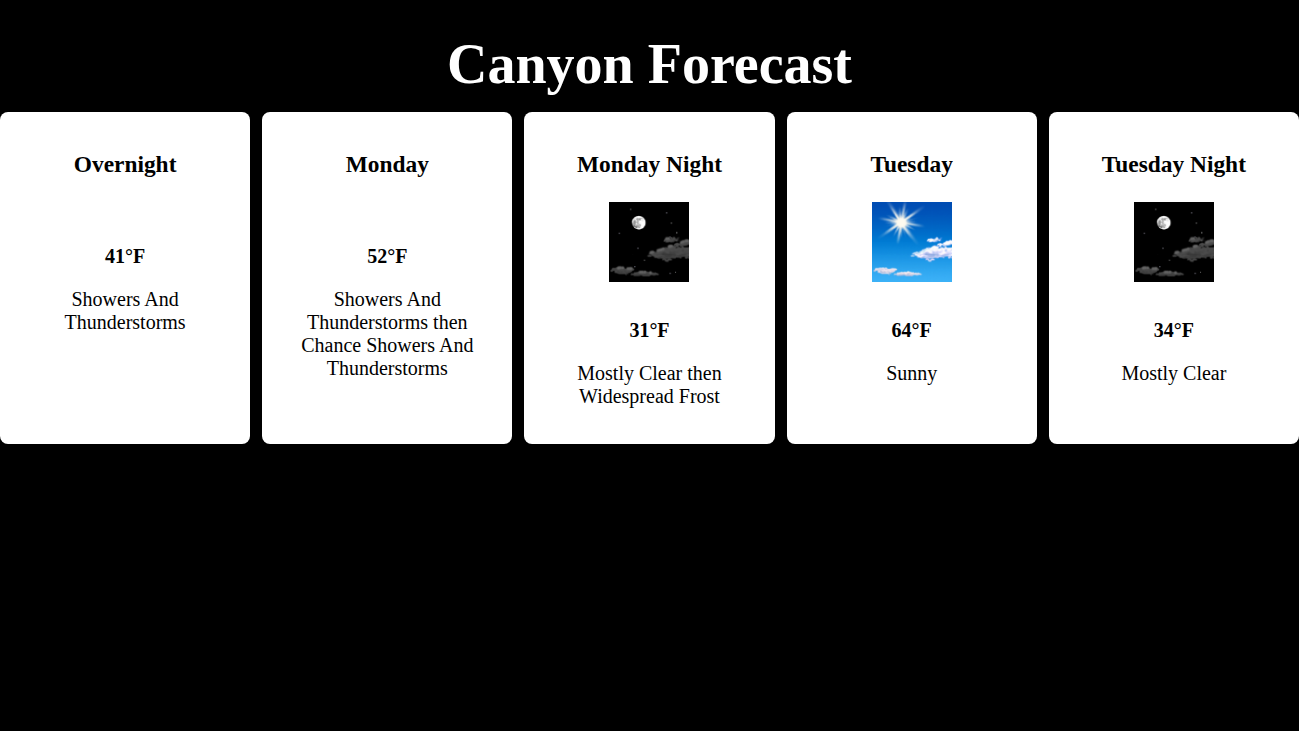 Canyon Forecast
Overnight
41°F
Showers And
Thunderstorms
Monday
52°F
Showers And
Thunderstorms then
Chance Showers And
Thunderstorms
Monday Night
31°F
Mostly Clear then
Widespread Frost
Tuesday
64°F
Sunny
Tuesday Night
34°F
Mostly Clear